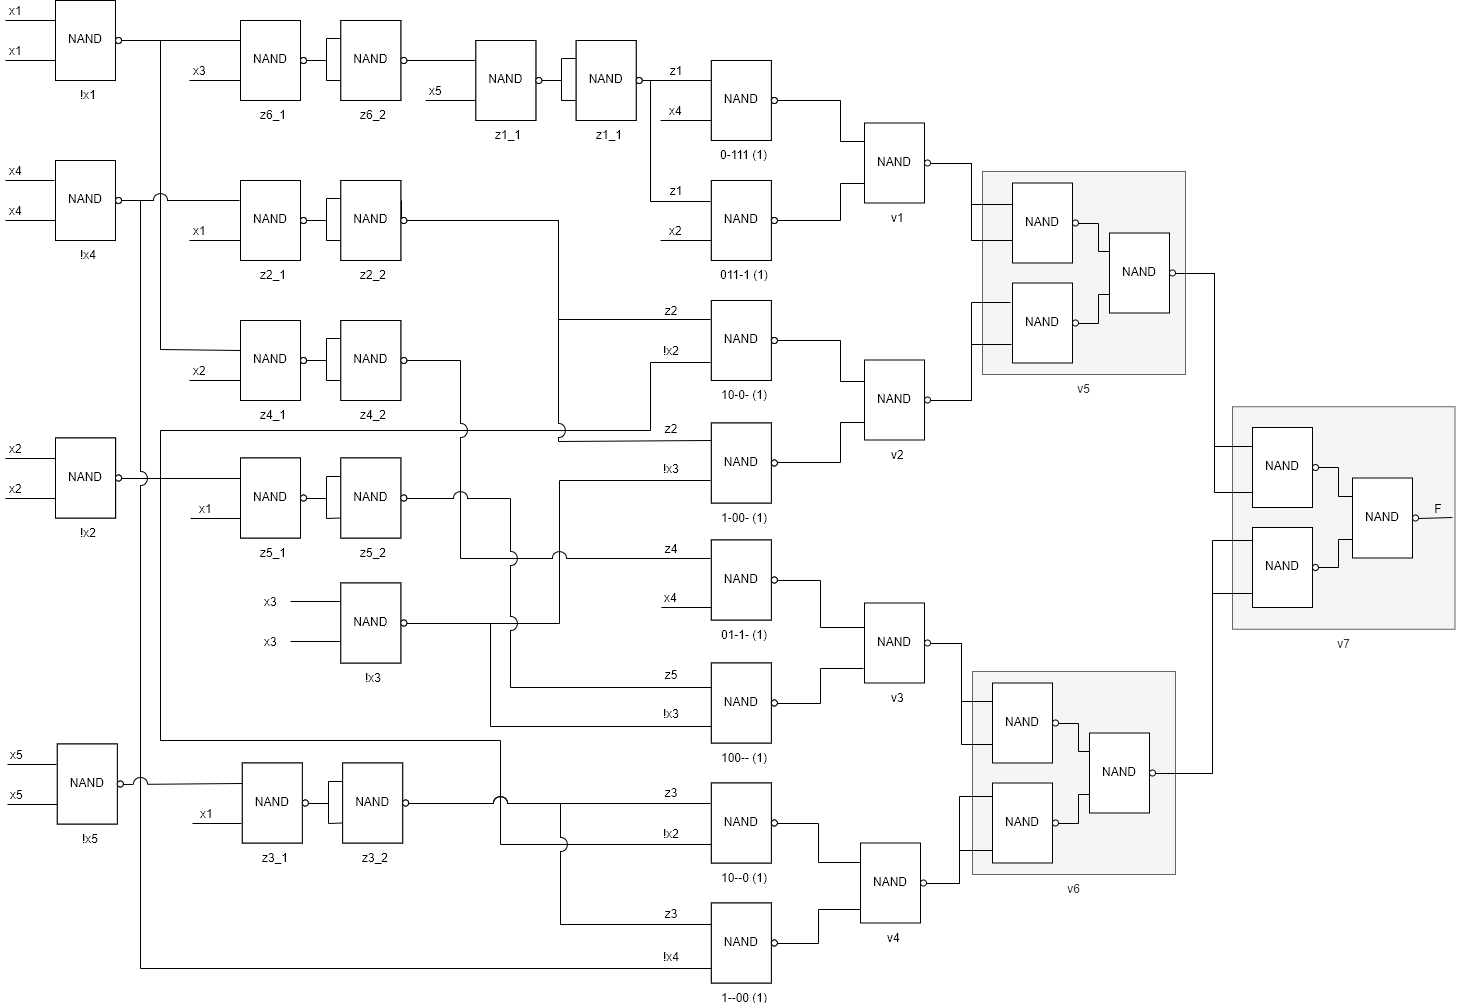 x1
NAND
x1
!x1
NAND
x3
z6_1
NAND
z6_2
x5
NAND
z1_1
NAND
z1_1
z1
NAND
x4
0-111 (1)
x4
NAND
x4
!x4
NAND
x1
z2_1
NAND
z2_2
z1
NAND
x2
011-1 (1)
NAND
v1
NAND
NAND
NAND
v5
NAND
x2
z4_1
NAND
z4_2
z2
NAND
!x2
10-0- (1)
NAND
v2
x2
NAND
x2
!x2
NAND
x1
z5_1
NAND
z5_2
z2
NAND
!x3
1-00- (1)
NAND
NAND
NAND
F
v7
x3
NAND
x3
!x3
z4
NAND
x4
01-1- (1)
NAND
v3
z5
NAND
!x3
100-- (1)
NAND
NAND
NAND
v6
x5
NAND
x5
!x5
NAND
x1
z3_1
NAND
z3_2
z3
NAND
!x2
10--0 (1)
NAND
v4
z3
NAND
!x4
1--00 (1)